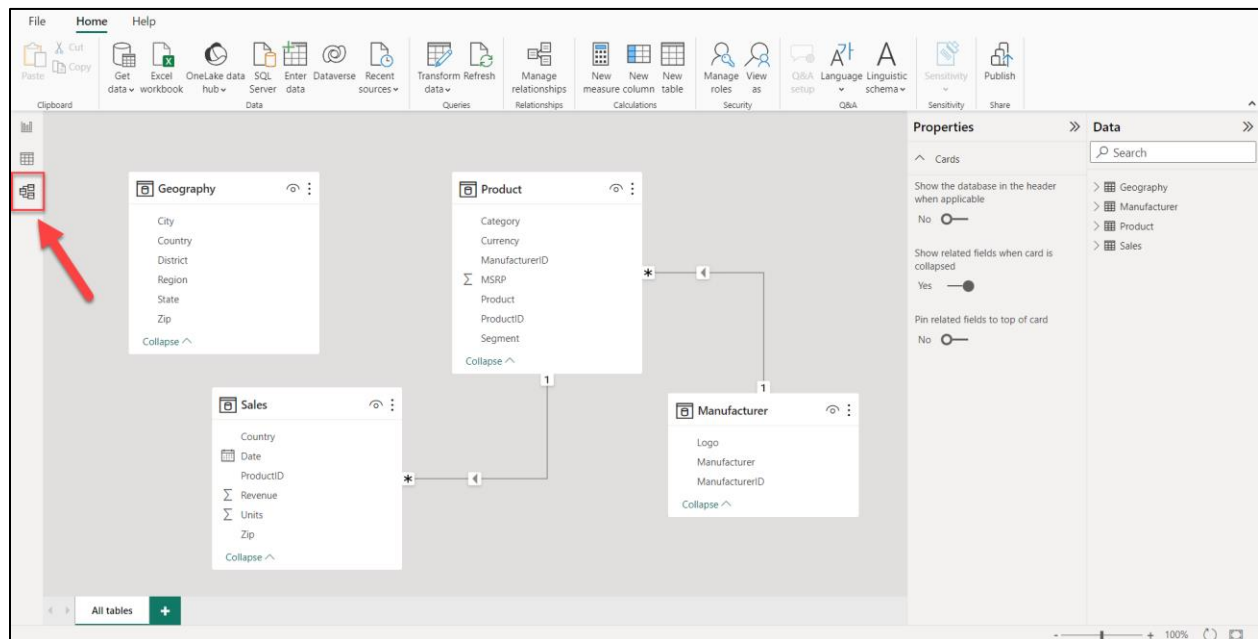 File Home Help
Cut
Copy
Paste
Get data
Excel workbook
OneLake data hub
SQL Server
Enter data
Dataverse
Recent sources
Transform data
Refresh
Manage relationships
New measure
New column
New table
Manage roles
View as
Q&A setup
Language
Linguistic schema
Sensitivity
Publish
Clipboard Data Queries Relationships Calculations Security Q&A Sensitivity Share
Geography
City
Country
District
Region
State
Zip
Collapse
Product
Category
Currency
ManufacturerID
Σ MSRP
Product
ProductID
Segment
Collapse
* 1
1 *
Sales
Country
Date
ProductID
Σ Revenue
Σ Units
Zip
Collapse
Manufacturer
Logo
Manufacturer
ManufacturerID
Collapse
Properties
Cards
Show the database in the header
when applicable
No
Show related fields when card is
collapsed
Yes
Pin related fields to top of card
No
Data
Search
Geography
Manufacturer
Product
Sales
All tables +
- + 100%